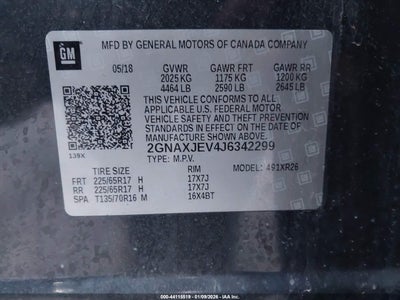 GM
MFD BY GENERAL MOTORS OF CANADA COMPANY
05/18 GVWR GAWR FRT GAWR RR
2025 KG 1175 KG 1200 KG
4464 LB 2590 LB 2645 LB
THIS VEHICLE CONFORMS TO ALL APPLICABLE U.S. FEDERAL MOTOR VEHICLE SAFETY AND THEFT PREVENTION STANDARDS IN EFFECT ON THE DATE OF MANUFACTURE SHOWN ABOVE.
139X
2GNAXJEV4J6342299
TYPE: M.P.V. MODEL: 491XR26
TIRE SIZE RIM
FRT 225/65R17 H 17X7J
RR 225/65R17 H 17X7J
SPA T135/70R16 M 16X4BT
000-44115519 - 01/09/2026 - IAA Inc.